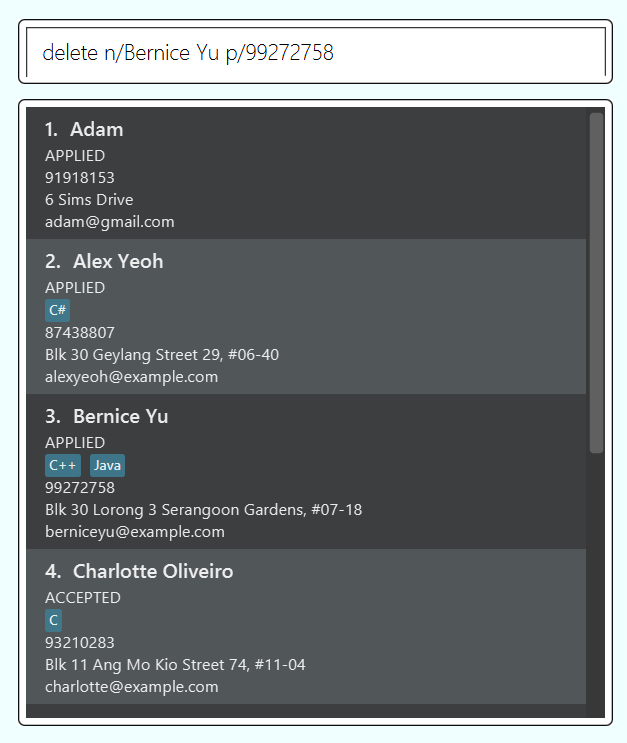 delete n/Bernice Yu p/99272758
1. Adam
APPLIED
91918153
6 Sims Drive
adam@gmail.com
2. Alex Yeoh
APPLIED
C#
87438807
Blk 30 Geylang Street 29, #06-40
alexyeoh@example.com
3. Bernice Yu
APPLIED
C++ Java
99272758
Blk 30 Lorong 3 Serangoon Gardens, #07-18
berniceyu@example.com
4. Charlotte Oliveiro
ACCEPTED
C
93210283
Blk 11 Ang Mo Kio Street 74, #11-04
charlotte@example.com